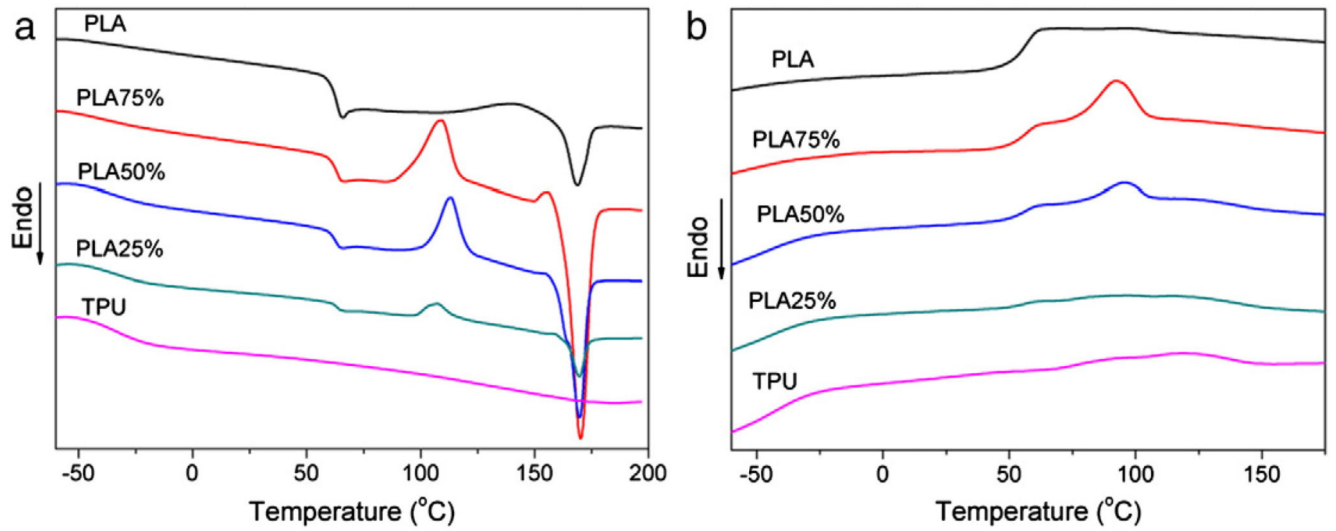 a
PLA
PLA75%
PLA50%
PLA25%
TPU
Endo
-50 0 50 100 150 200
Temperature (°C)
b
PLA
PLA75%
PLA50%
PLA25%
TPU
Endo
-50 0 50 100 150
Temperature (°C)